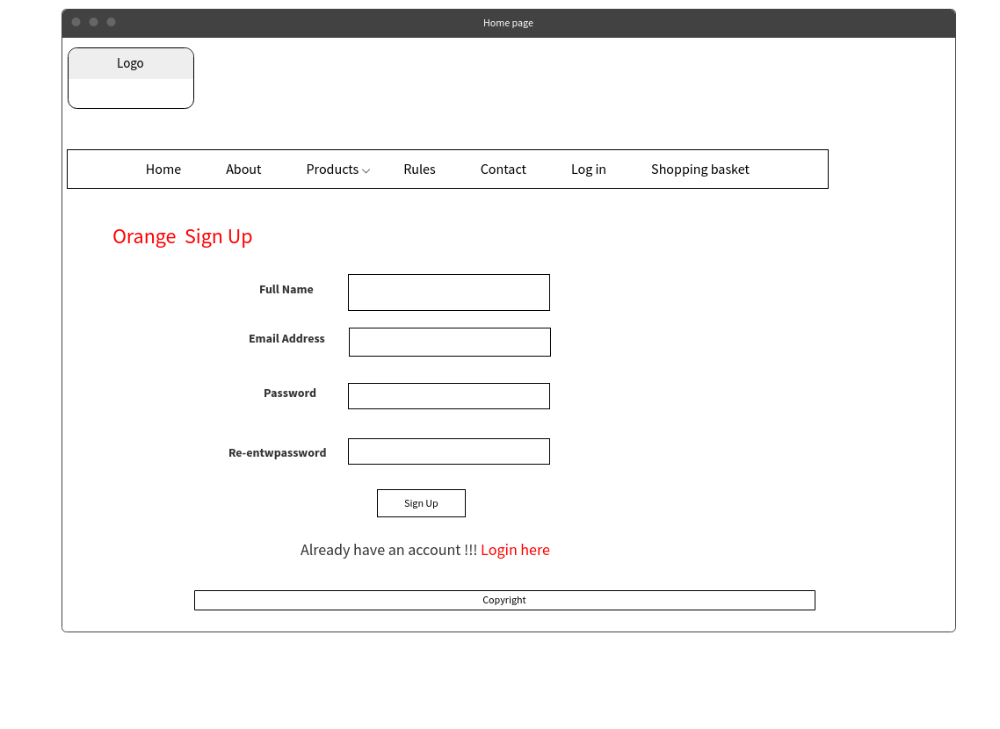 Home page
Logo
Home About Products Rules Contact Log in Shopping basket
Orange Sign Up
Full Name
Email Address
Password
Re-entwpassword
Sign Up
Already have an account !!! Login here
Copyright